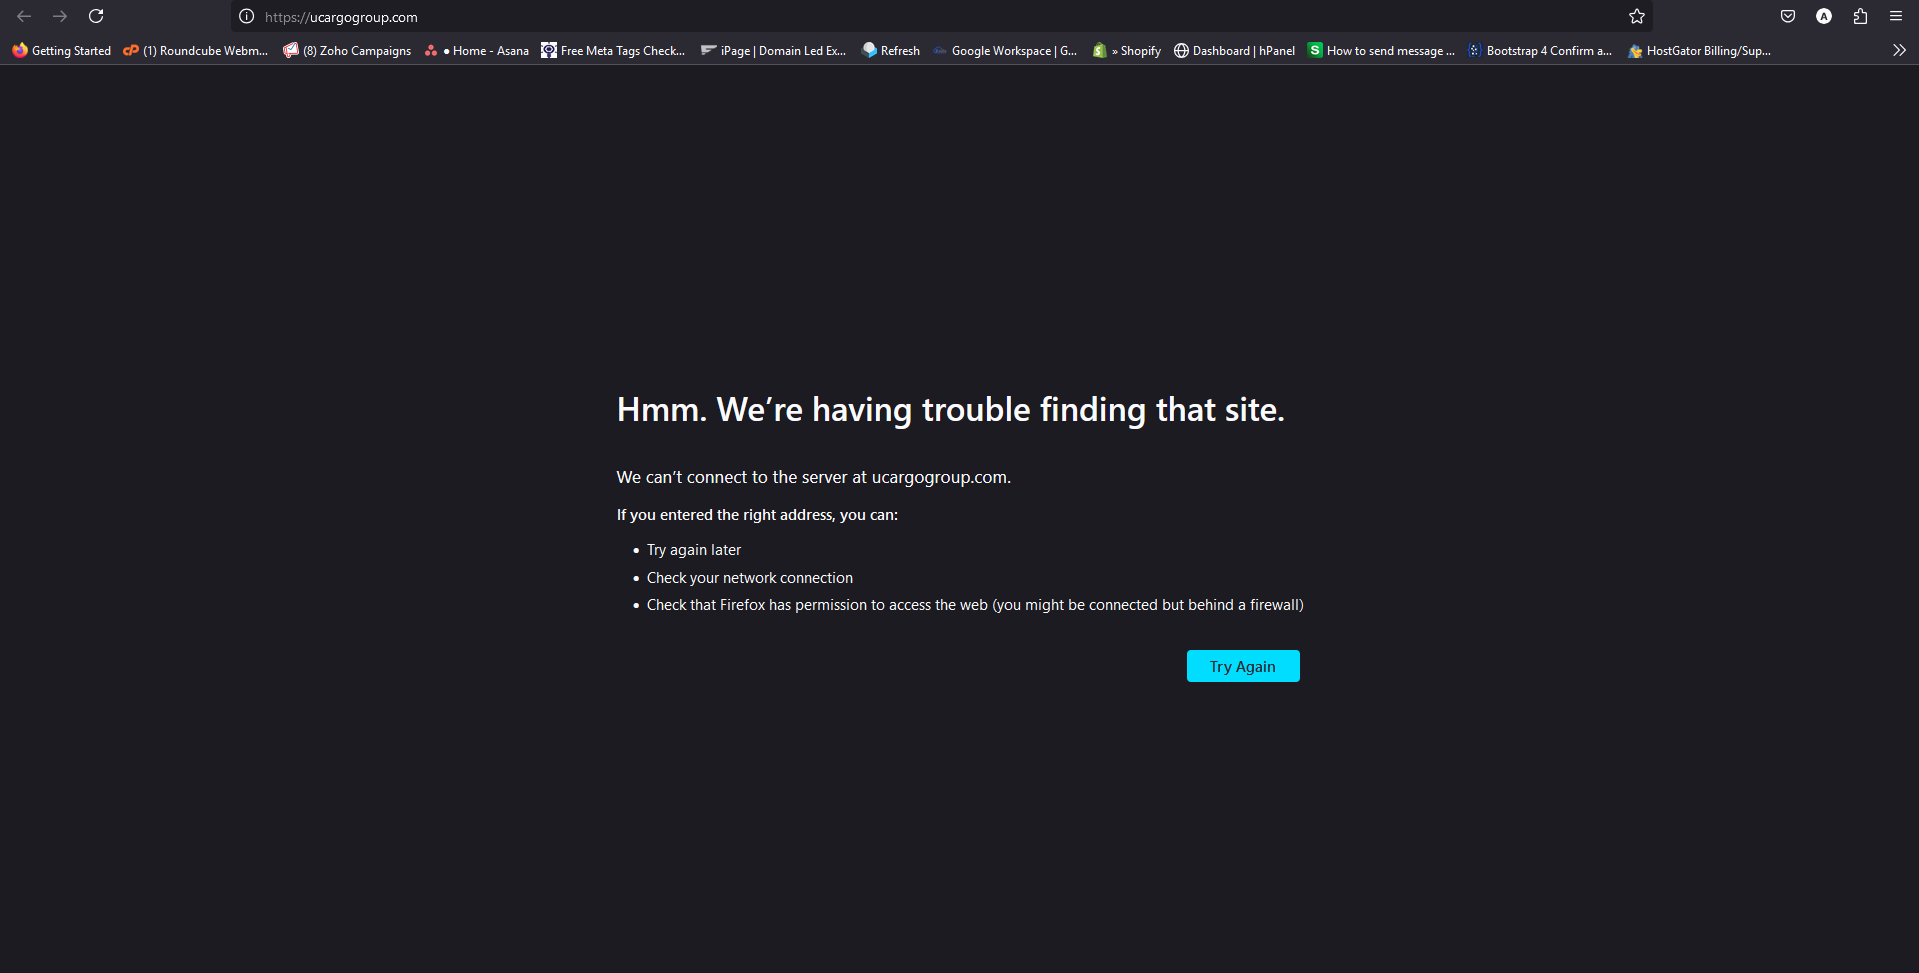 https://ucargogroup.com
Getting Started (1) Roundcube Webm... (8) Zoho Campaigns ● Home - Asana Free Meta Tags Check... iPage | Domain Led Ex... Refresh Google Workspace | G... » Shopify Dashboard | hPanel How to send message ... Bootstrap 4 Confirm a... HostGator Billing/Sup...
Hmm. We’re having trouble finding that site.
We can’t connect to the server at ucargogroup.com.
If you entered the right address, you can:
• Try again later
• Check your network connection
• Check that Firefox has permission to access the web (you might be connected but behind a firewall)
Try Again